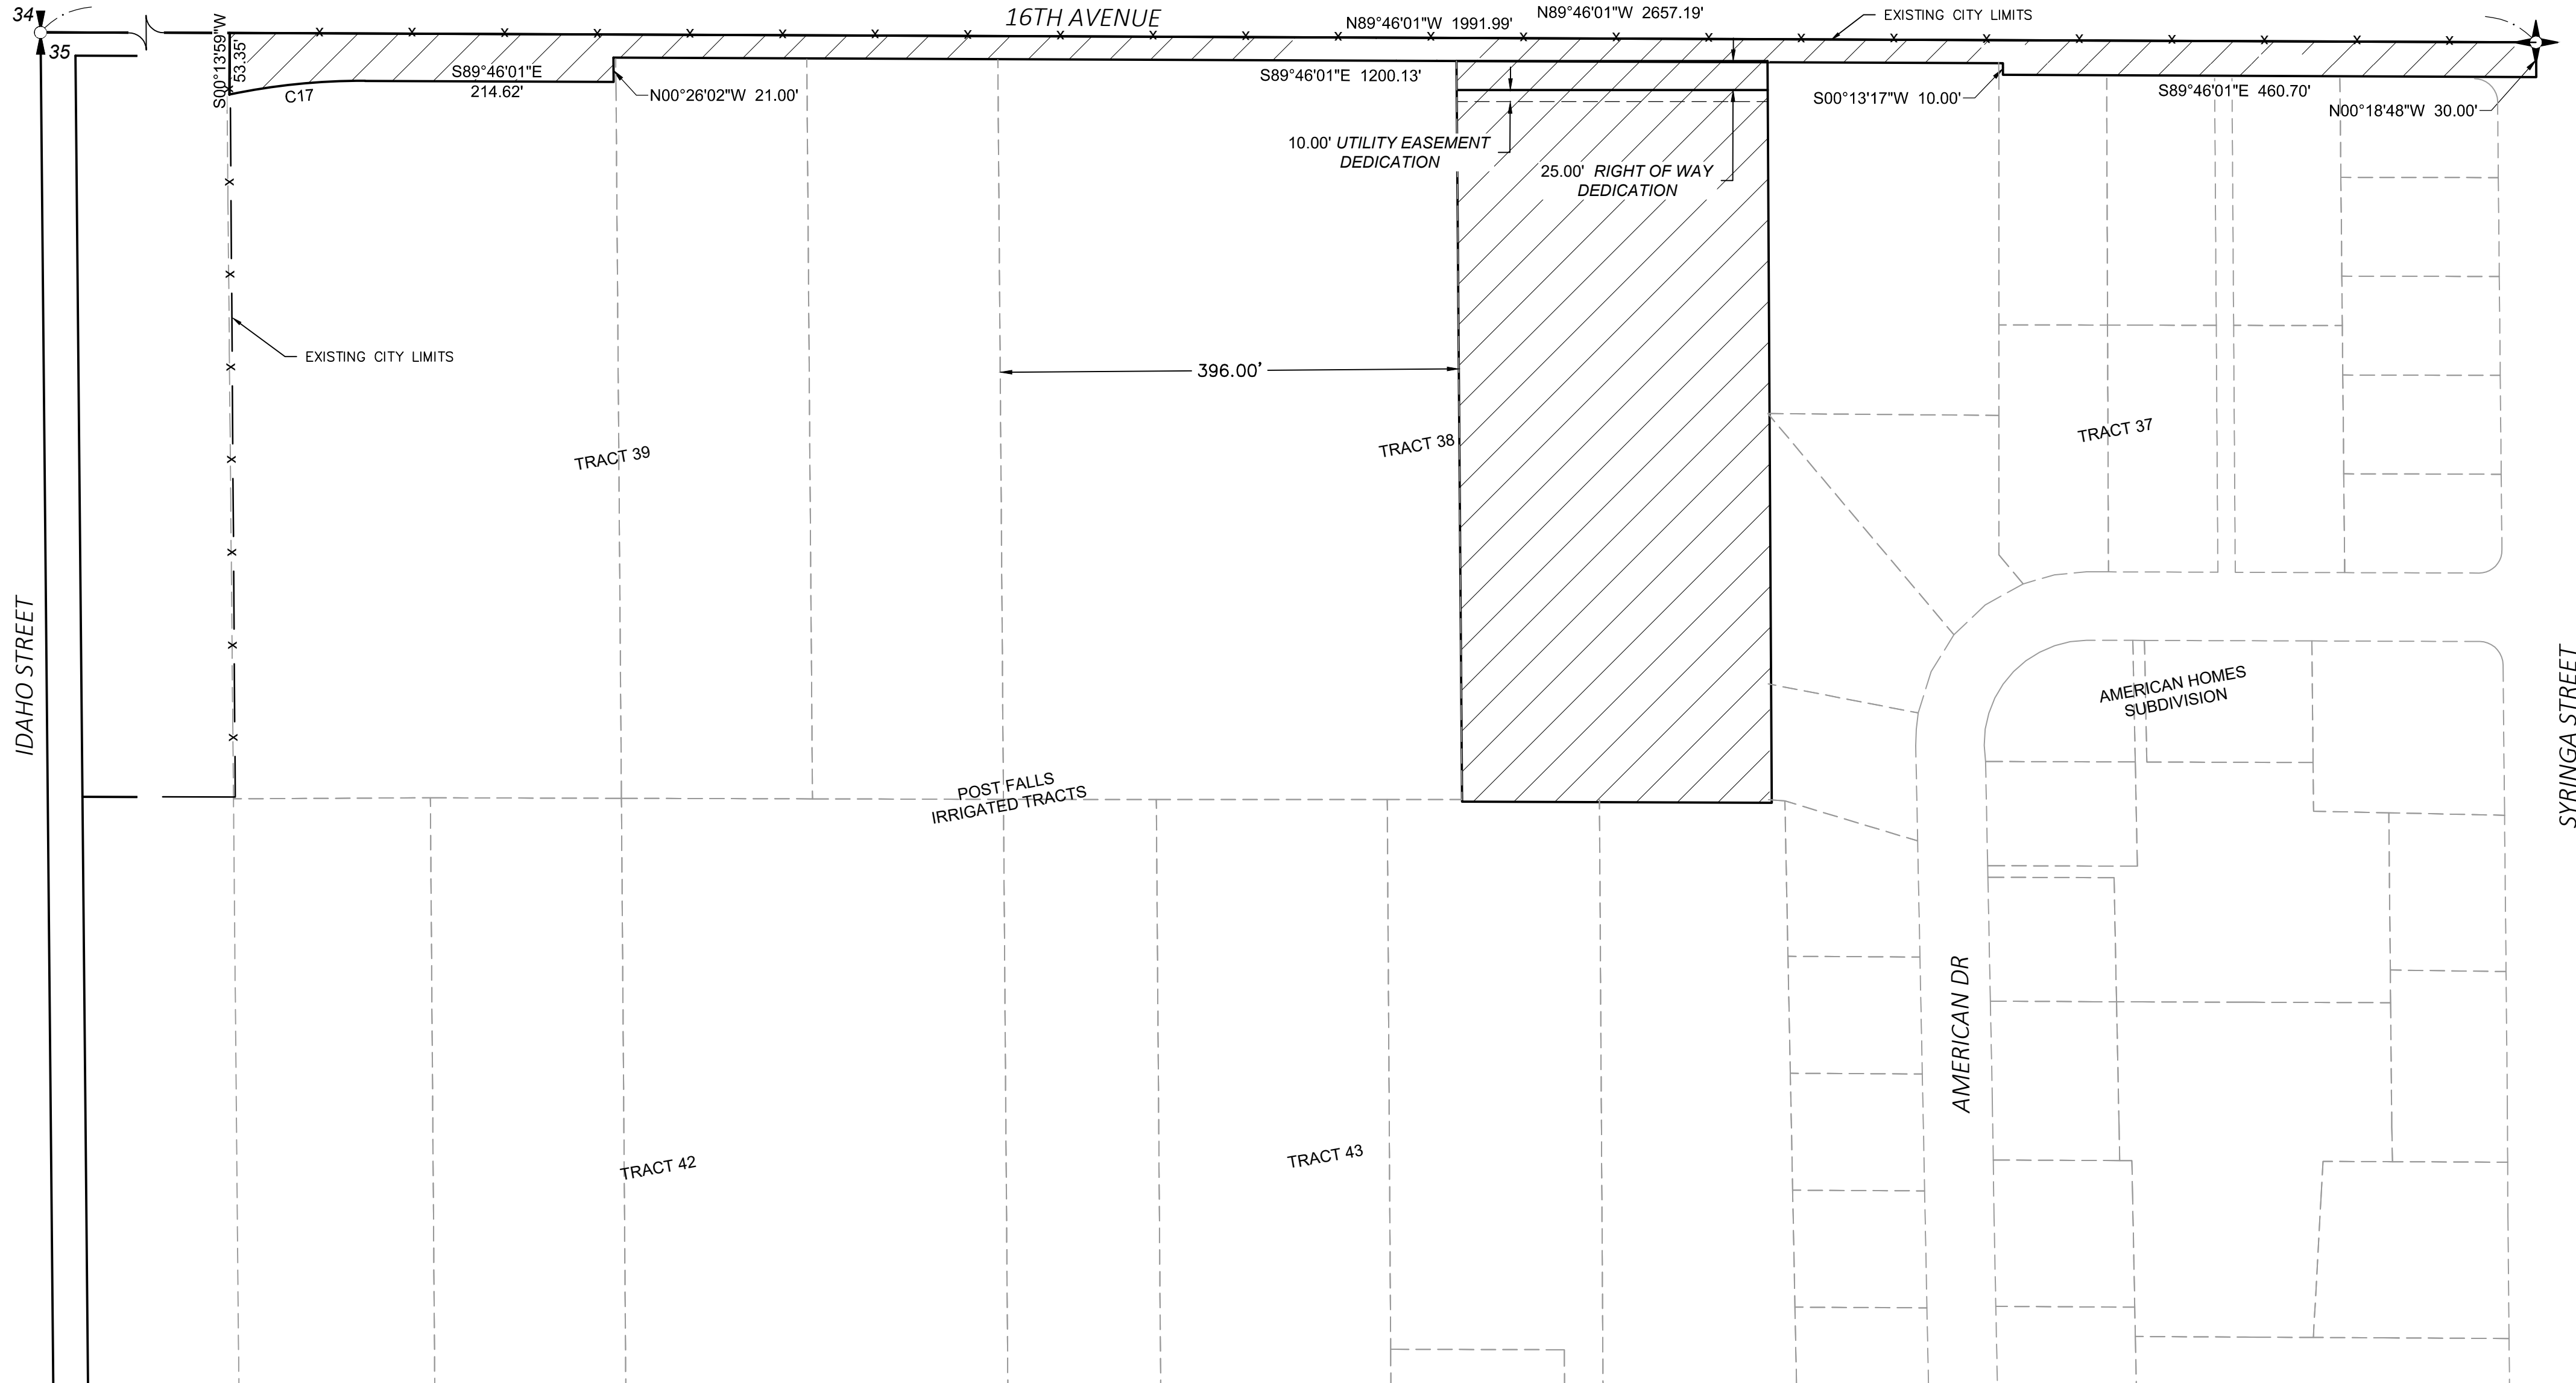 34
35
16TH AVENUE
N89°46'01"W 1991.99'
N89°46'01"W 2657.19'
EXISTING CITY LIMITS
S00°13'59"W
53.35'
C17
S89°46'01"E
214.62'
N00°26'02"W 21.00'
S89°46'01"E 1200.13'
S00°13'17"W 10.00'
S89°46'01"E 460.70'
N00°18'48"W 30.00'
10.00' UTILITY EASEMENT
DEDICATION
25.00' RIGHT OF WAY
DEDICATION
EXISTING CITY LIMITS
396.00'
TRACT 39
TRACT 38
TRACT 37
IDAHO STREET
AMERICAN HOMES
SUBDIVISION
SYRINGA STREET
POST FALLS
IRRIGATED TRACTS
AMERICAN DR
TRACT 42
TRACT 43
x x x x x x x x x x x x x x x x x x x x x x x x
x
x
x
x
x
x
x
x